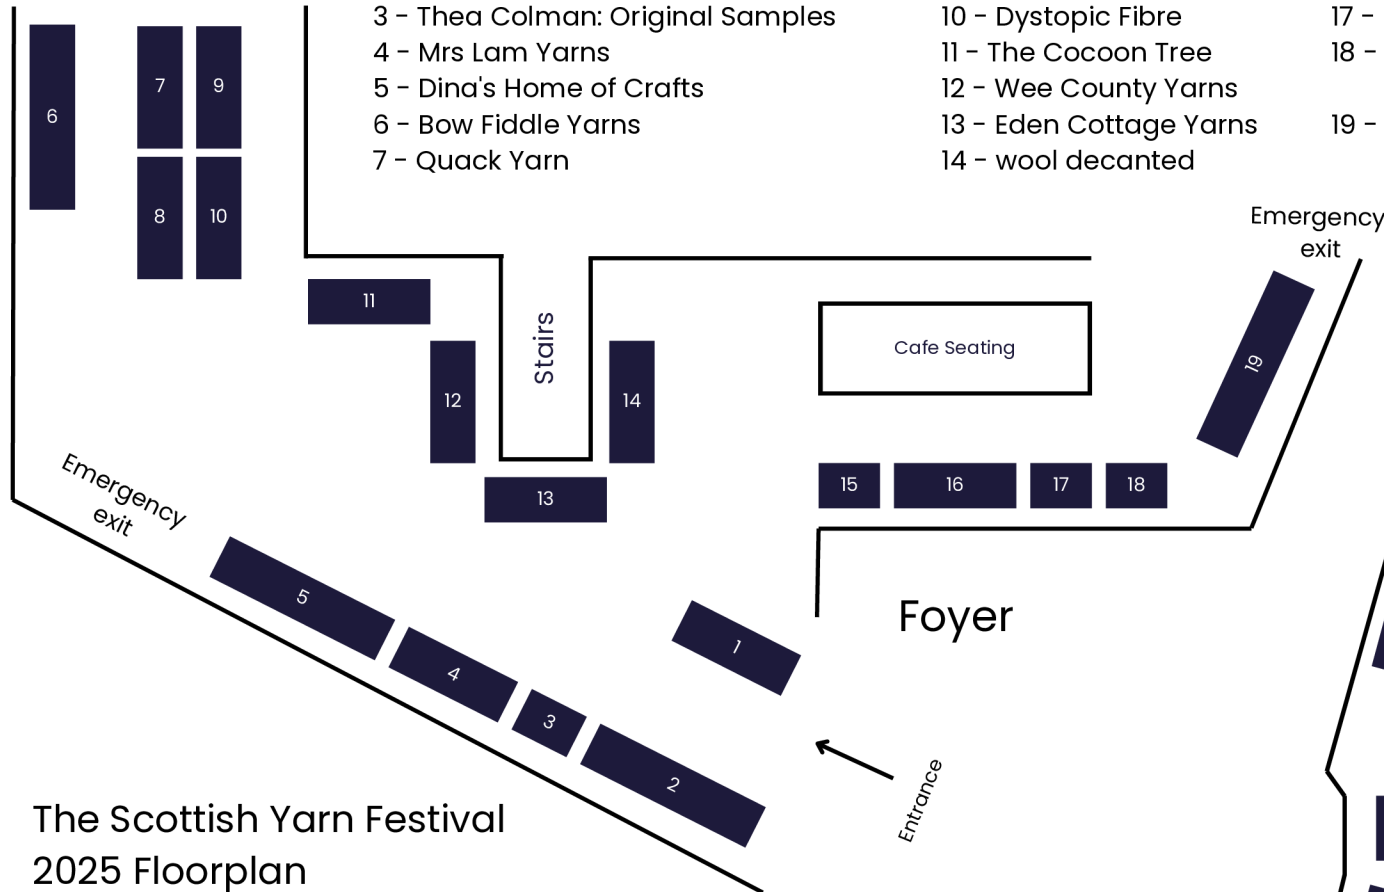 3 - Thea Colman: Original Samples
4 - Mrs Lam Yarns
5 - Dina's Home of Crafts
6 - Bow Fiddle Yarns
7 - Quack Yarn
10 - Dystopic Fibre
11 - The Cocoon Tree
12 - Wee County Yarns
13 - Eden Cottage Yarns
14 - wool decanted
17 -
18 -
19 -
6
7
9
8
10
11
Stairs
12
14
13
Cafe Seating
Emergency
exit
19
15
16
17
18
Emergency
exit
5
4
3
2
1
Foyer
Entrance
The Scottish Yarn Festival
2025 Floorplan